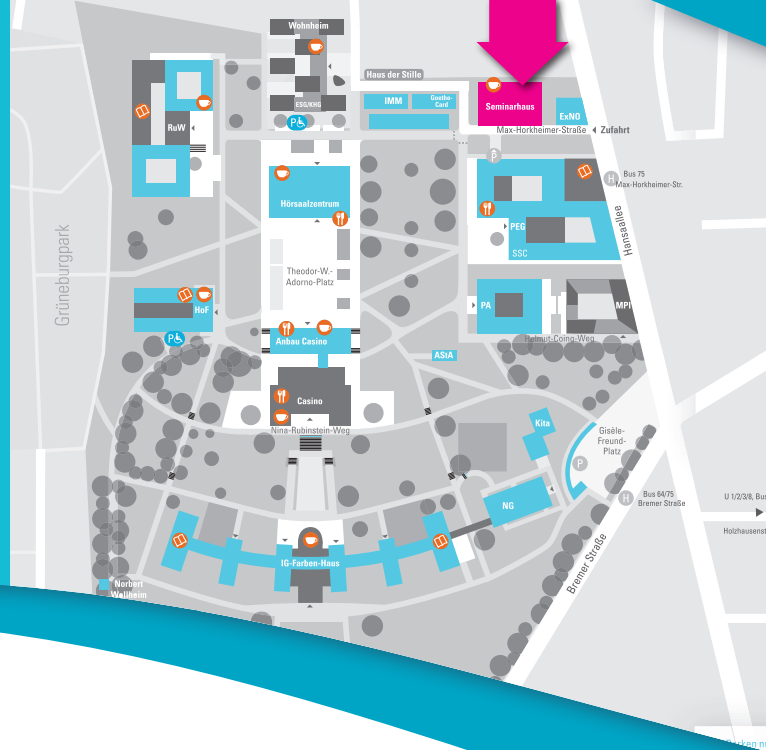 Wohnheim
Haus der Stille
ESG/KHG
IMM
Goethe-
Card
Seminarhaus
ExNO
Max-Horkheimer-Straße
Zufahrt
RuW
P
P
H
Bus 75
Max-Horkheimer-Str.
Hansaallee
Hörsaalzentrum
PEG
SSC
Grüneburgpark
Theodor-W.-
Adorno-Platz
HoF
PA
MPI
P
Anbau Casino
Helmut-Coing-Weg
AStA
Casino
Nina-Rubinstein-Weg
Kita
Gisèle-
Freund-
Platz
P
H
Bus 64/75
Bremer Straße
U 1/2/3/8, Bus
Holzhausenst
NG
IG-Farben-Haus
Bremer Straße
Norbert
Wollheim